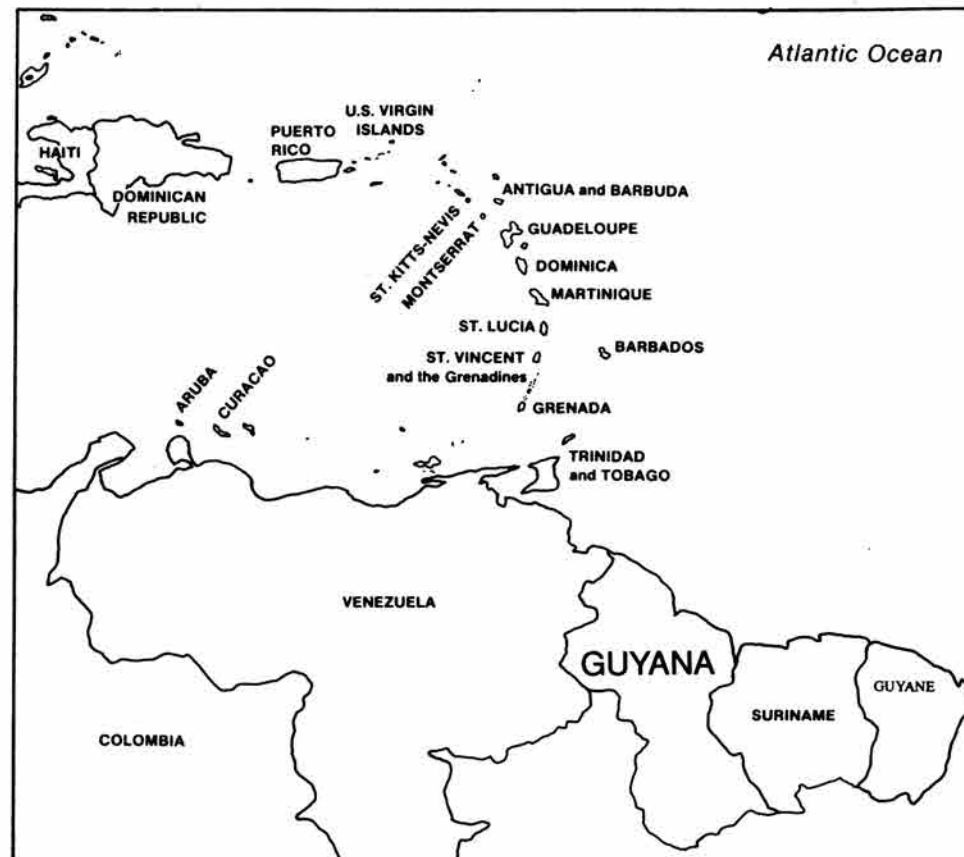 Atlantic Ocean
U.S. VIRGIN
ISLANDS
PUERTO
RICO
HAITI
DOMINICAN
REPUBLIC
ANTIGUA and BARBUDA
ST. KITTS-NEVIS
MONTSERRAT
GUADELOUPE
DOMINICA
MARTINIQUE
ST. LUCIA
BARBADOS
ST. VINCENT
and the Grenadines
ARUBA
CURACAO
GRENADA
TRINIDAD
and TOBAGO
VENEZUELA
GUYANA
GUYANE
SURINAME
COLOMBIA